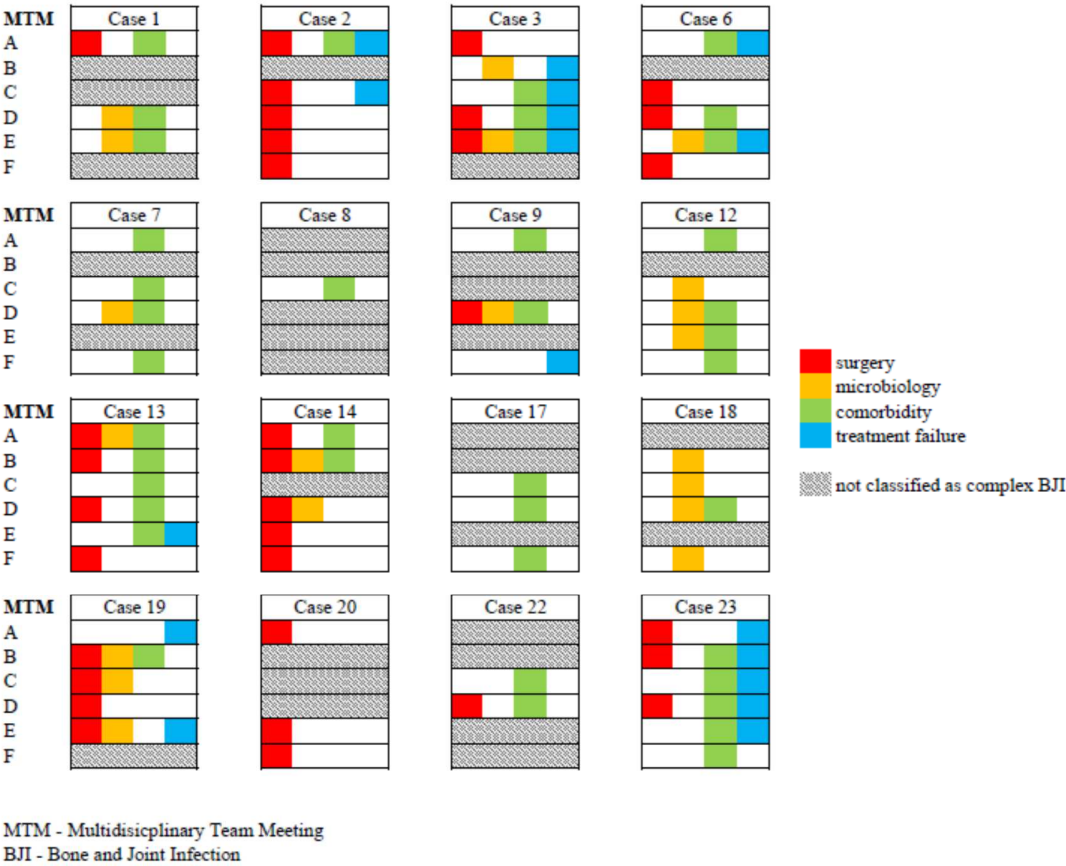 MTM Case 1 Case 2 Case 3 Case 6
A
B
C
D
E
F
MTM Case 7 Case 8 Case 9 Case 12
A
B
C
D
E
F
surgery
microbiology
comorbidity
treatment failure
not classified as complex BJI
MTM Case 13 Case 14 Case 17 Case 18
A
B
C
D
E
F
MTM Case 19 Case 20 Case 22 Case 23
A
B
C
D
E
F
MTM - Multidisicplinary Team Meeting
BJI - Bone and Joint Infection